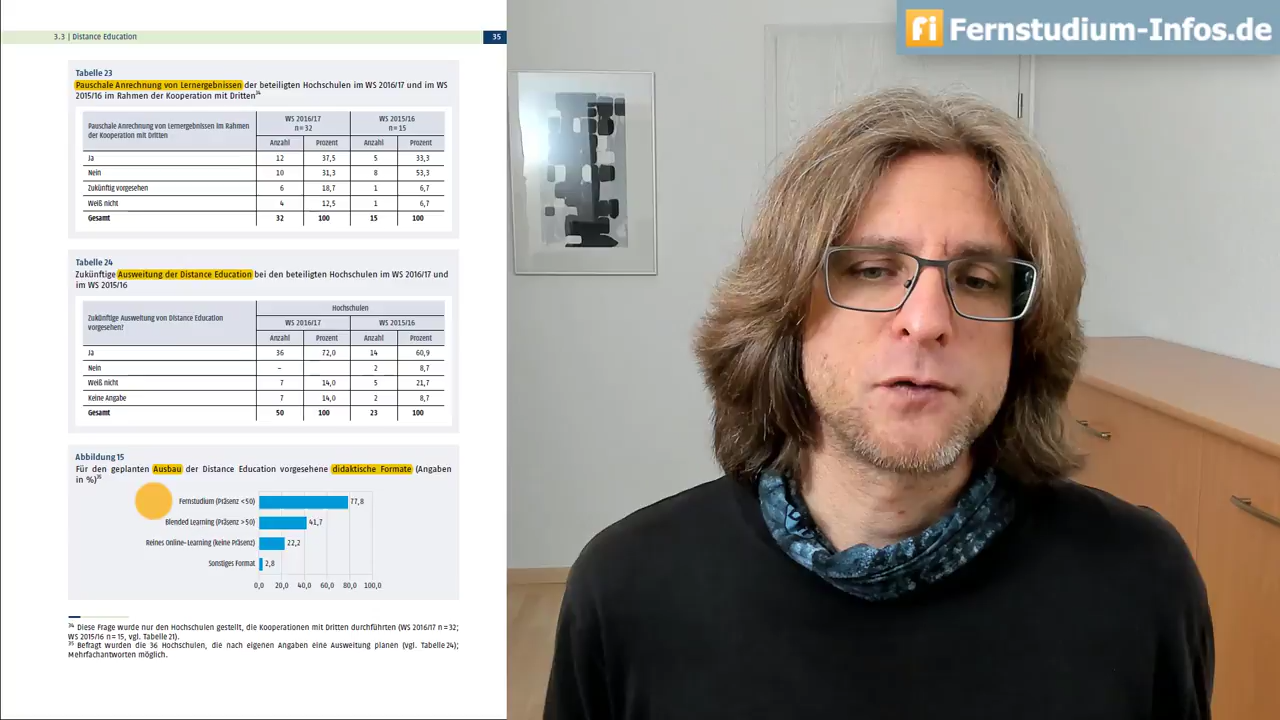 3.3 | Distance Education
35
fi Fernstudium-Infos.de
Tabelle 23
Pauschale Anrechnung von Lernergebnissen der beteiligten Hochschulen im WS 2016/17 und im WS
2015/16 im Rahmen der Kooperation mit Dritten34
Pauschale Anrechnung von Lernergebnissen im Rahmen
der Kooperation mit Dritten
WS 2016/17
n = 32
WS 2015/16
n = 15
Anzahl Prozent Anzahl Prozent
Ja 12 37,5 5 33,3
Nein 10 31,3 8 53,3
Zukünftig vorgesehen 6 18,7 1 6,7
Weiß nicht 4 12,5 1 6,7
Gesamt 32 100 15 100
Tabelle 24
Zukünftige Ausweitung der Distance Education bei den beteiligten Hochschulen im WS 2016/17 und
im WS 2015/16
Zukünftige Ausweitung von Distance Education
vorgesehen?
Hochschulen
WS 2016/17 WS 2015/16
Anzahl Prozent Anzahl Prozent
Ja 36 72,0 14 60,9
Nein – 2 8,7
Weiß nicht 7 14,0 5 21,7
Keine Angabe 7 14,0 2 8,7
Gesamt 50 100 23 100
Abbildung 15
Für den geplanten Ausbau der Distance Education vorgesehene didaktische Formate (Angaben
in %)35
Fernstudium (Präsenz < 50) 77,8
Blended Learning (Präsenz > 50) 41,7
Reines Online-Learning (keine Präsenz) 22,2
Sonstiges Format 2,8
0,0 20,0 40,0 60,0 80,0 100,0
34 Diese Frage wurde nur den Hochschulen gestellt, die Kooperationen mit Dritten durchführten (WS 2016/17 n = 32;
WS 2015/16 n = 15, vgl. Tabelle 21).
35 Befragt wurden die 36 Hochschulen, die nach eigenen Angaben eine Ausweitung planen (vgl. Tabelle 24);
Mehrfachantworten möglich.